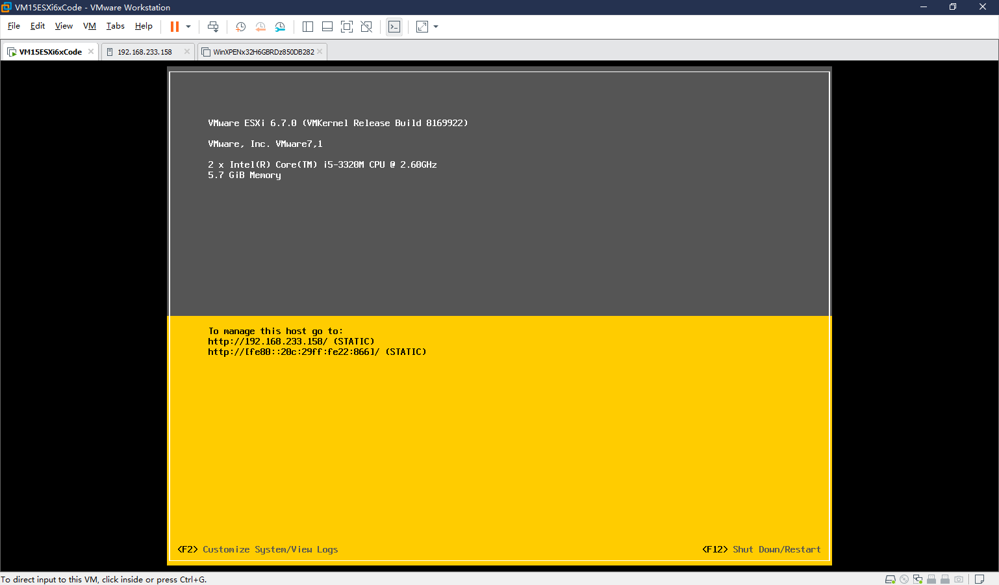 VM15ESXi6xCode - VMware Workstation
File Edit View VM Tabs Help
VM15ESXi6xCode 192.168.233.158 WinXPENx32H6GBRDz850DB282
VMware ESXi 6.7.0 (VMKernel Release Build 8169922)
VMware, Inc. VMware7,1
2 x Intel(R) Core(TM) i5-3320M CPU @ 2.60GHz
5.7 GiB Memory
To manage this host go to:
http://192.168.233.158/ (STATIC)
http://[fe80::20c:29ff:fe22:866]/ (STATIC)
<F2> Customize System/View Logs <F12> Shut Down/Restart
To direct input to this VM, click inside or press Ctrl+G.